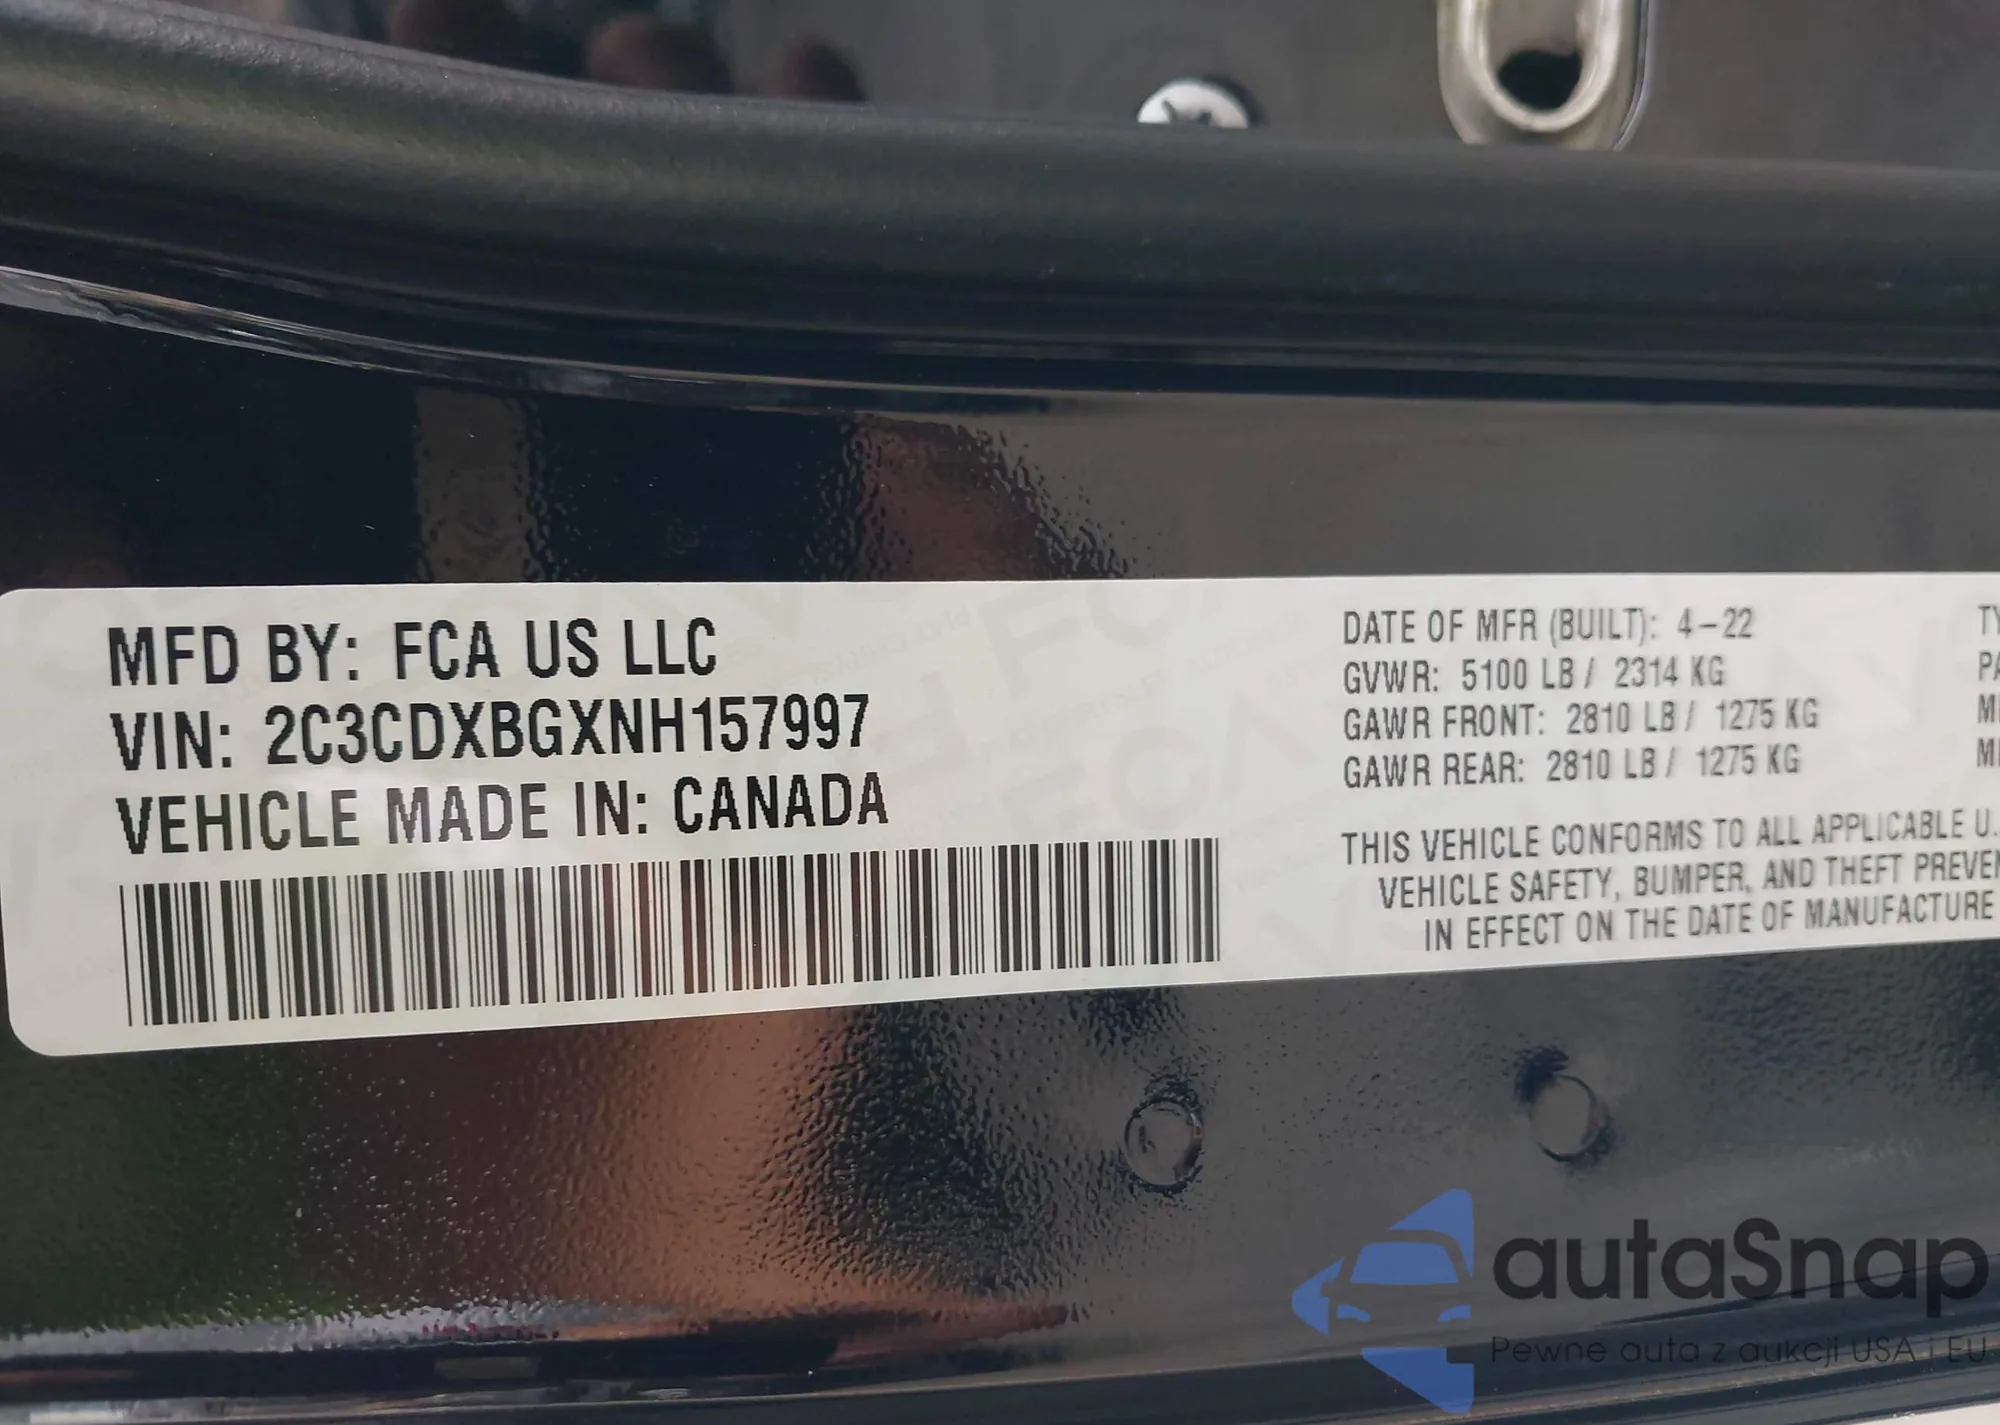 MFD BY: FCA US LLC
VIN: 2C3CDXBGXNH157997
VEHICLE MADE IN: CANADA
DATE OF MFR (BUILT): 4-22
GVWR: 5100 LB / 2314 KG
GAWR FRONT: 2810 LB / 1275 KG
GAWR REAR: 2810 LB / 1275 KG
THIS VEHICLE CONFORMS TO ALL APPLICABLE U.
VEHICLE SAFETY, BUMPER, AND THEFT PREVEN
IN EFFECT ON THE DATE OF MANUFACTURE
TY
PA
autaSnap
Pewne auta z aukcji USA i EU